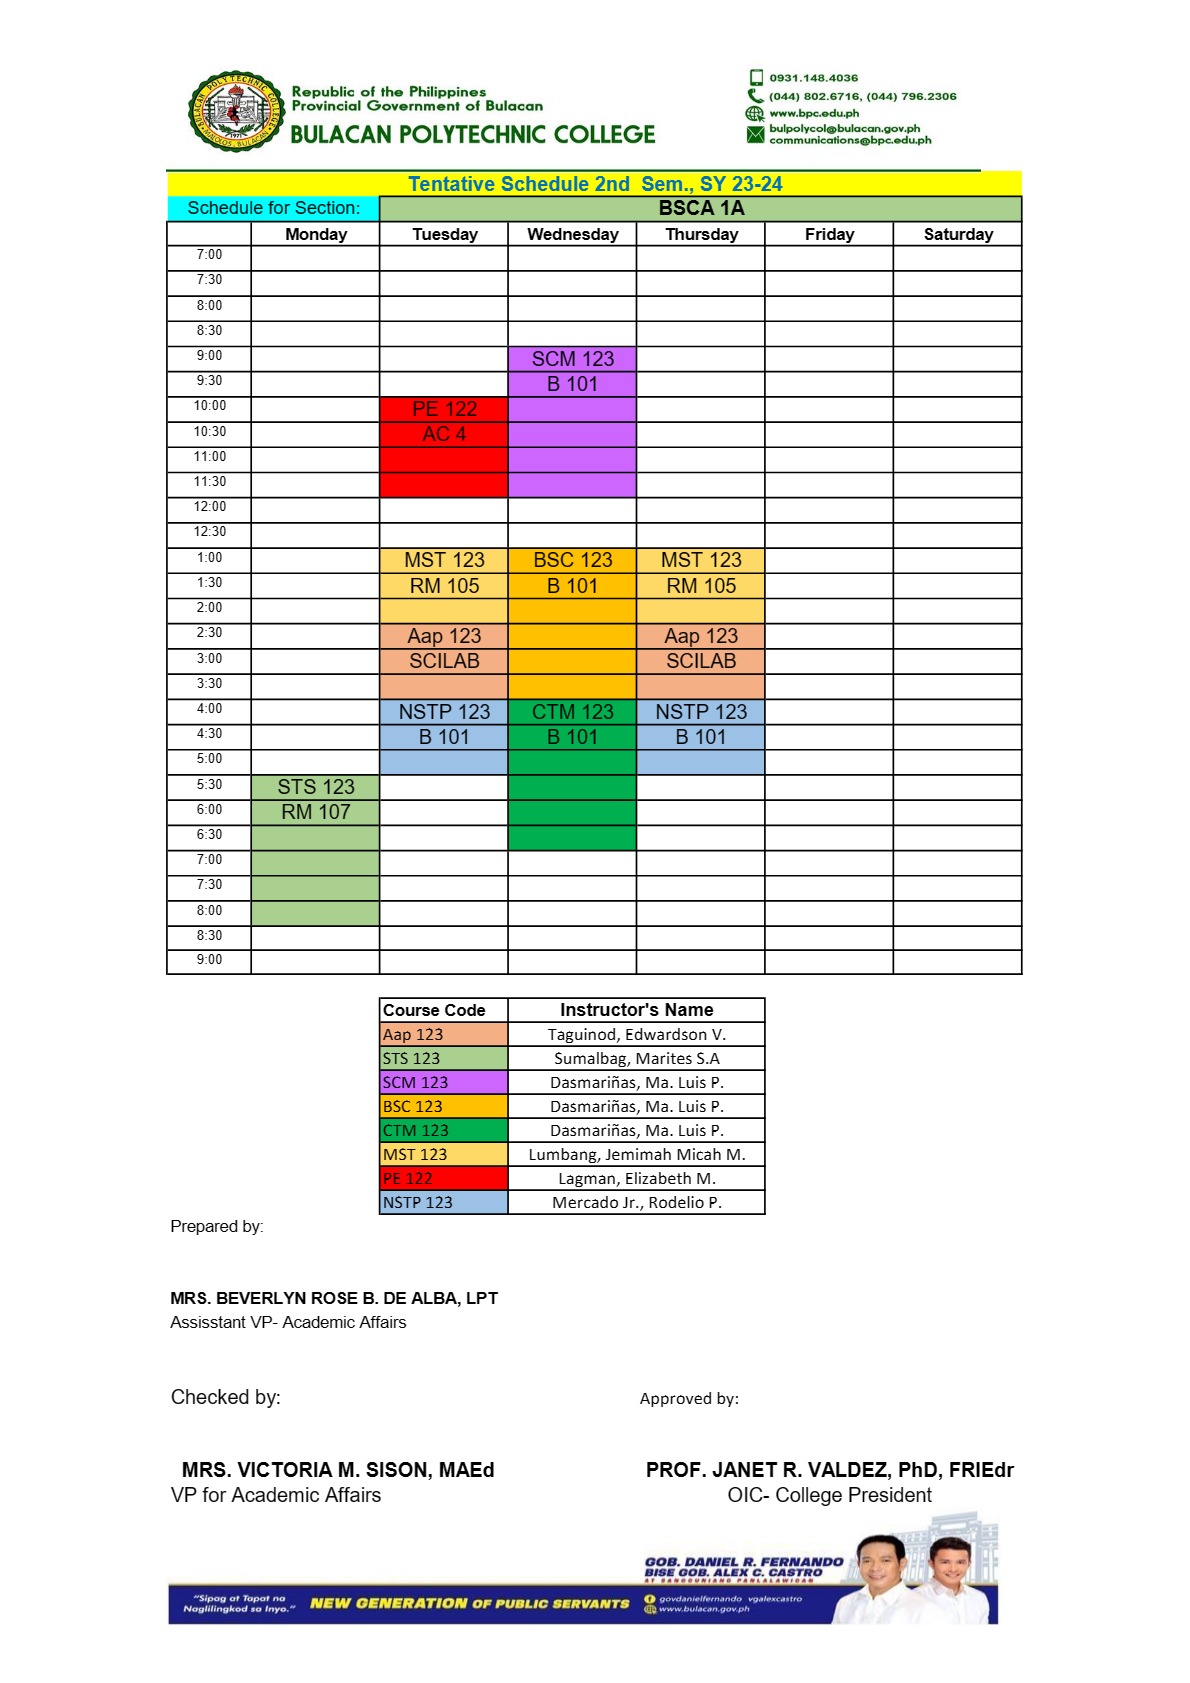 Republic of the Philippines
Provincial Government of Bulacan
BULACAN POLYTECHNIC COLLEGE
BULACAN POLYTECHNIC COLLEGE
1971
MALOLOS, BULACAN
0931.148.4036
(044) 802.6716, (044) 796.2306
www.bpc.edu.ph
bulpolycol@bulacan.gov.ph
communications@bpc.edu.ph
Tentative Schedule 2nd Sem., SY 23-24
Schedule for Section: BSCA 1A
Monday Tuesday Wednesday Thursday Friday Saturday
7:00
7:30
8:00
8:30
9:00 SCM 123
9:30 B 101
10:00 PE 122
10:30 AC 4
11:00
11:30
12:00
12:30
1:00 MST 123 BSC 123 MST 123
1:30 RM 105 B 101 RM 105
2:00
2:30 Aap 123 Aap 123
3:00 SCILAB SCILAB
3:30
4:00 NSTP 123 CTM 123 NSTP 123
4:30 B 101 B 101 B 101
5:00
5:30 STS 123
6:00 RM 107
6:30
7:00
7:30
8:00
8:30
9:00
Course Code Instructor's Name
Aap 123 Taguinod, Edwardson V.
STS 123 Sumalbag, Marites S.A
SCM 123 Dasmariñas, Ma. Luis P.
BSC 123 Dasmariñas, Ma. Luis P.
CTM 123 Dasmariñas, Ma. Luis P.
MST 123 Lumbang, Jemimah Micah M.
PE 122 Lagman, Elizabeth M.
NSTP 123 Mercado Jr., Rodelio P.
Prepared by:
MRS. BEVERLYN ROSE B. DE ALBA, LPT
Assisstant VP- Academic Affairs
Checked by: Approved by:
MRS. VICTORIA M. SISON, MAEd PROF. JANET R. VALDEZ, PhD, FRIEdr
VP for Academic Affairs OIC- College President
GOB. DANIEL R. FERNANDO
BISE GOB. ALEX C. CASTRO
AT SANGGUNIANG PANLALAWIGAN
"Sipag at Tapat na
Naglilingkod sa Inyo."
NEW GENERATION OF PUBLIC SERVANTS
govdanielfernando vgalexcastro
www.bulacan.gov.ph